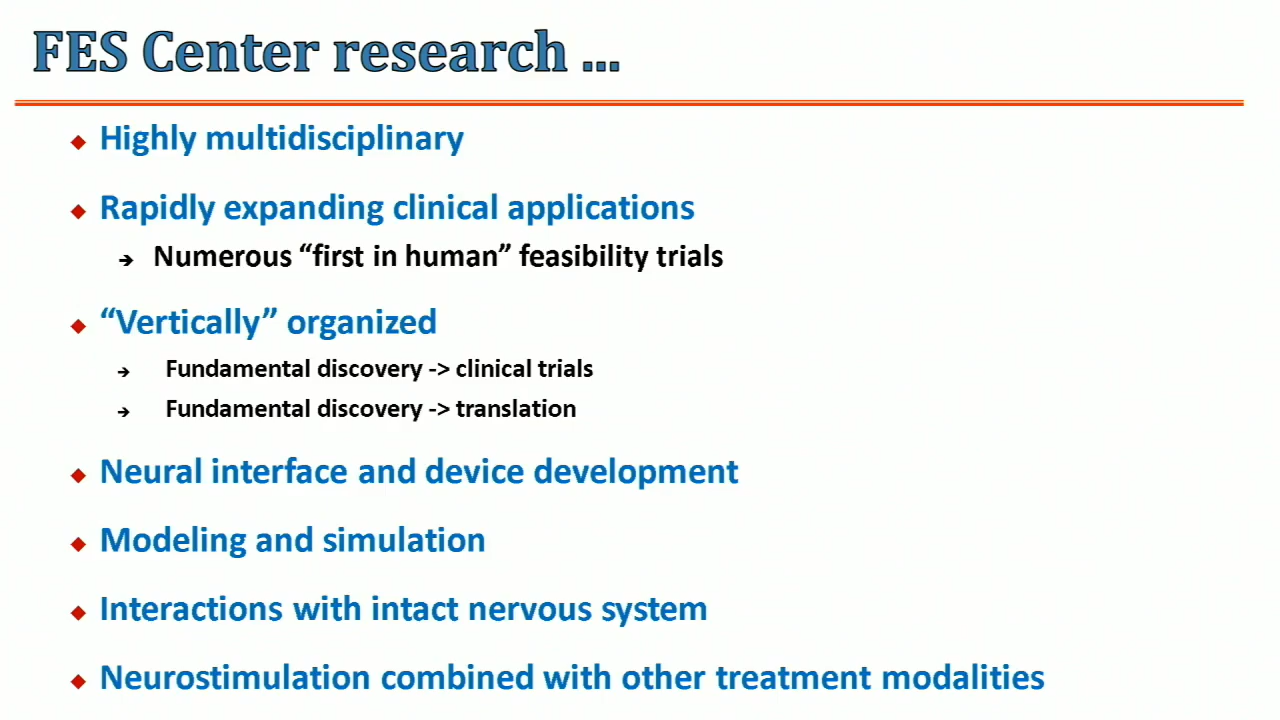 FES Center research ...
Highly multidisciplinary
Rapidly expanding clinical applications
Numerous “first in human” feasibility trials
“Vertically” organized
Fundamental discovery -> clinical trials
Fundamental discovery -> translation
Neural interface and device development
Modeling and simulation
Interactions with intact nervous system
Neurostimulation combined with other treatment modalities